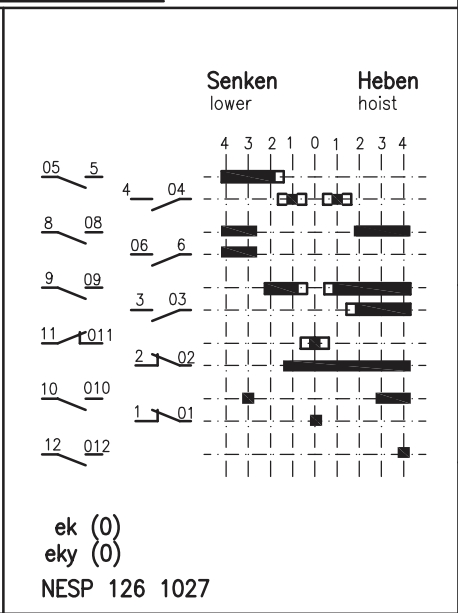 Senken Heben
lower hoist
4 3 2 1 0 1 2 3 4
05 5
4 04
8 08
06 6
9 09
3 03
11 011
2 02
10 010
1 01
12 012
ek (0)
eky (0)
NESP 126 1027